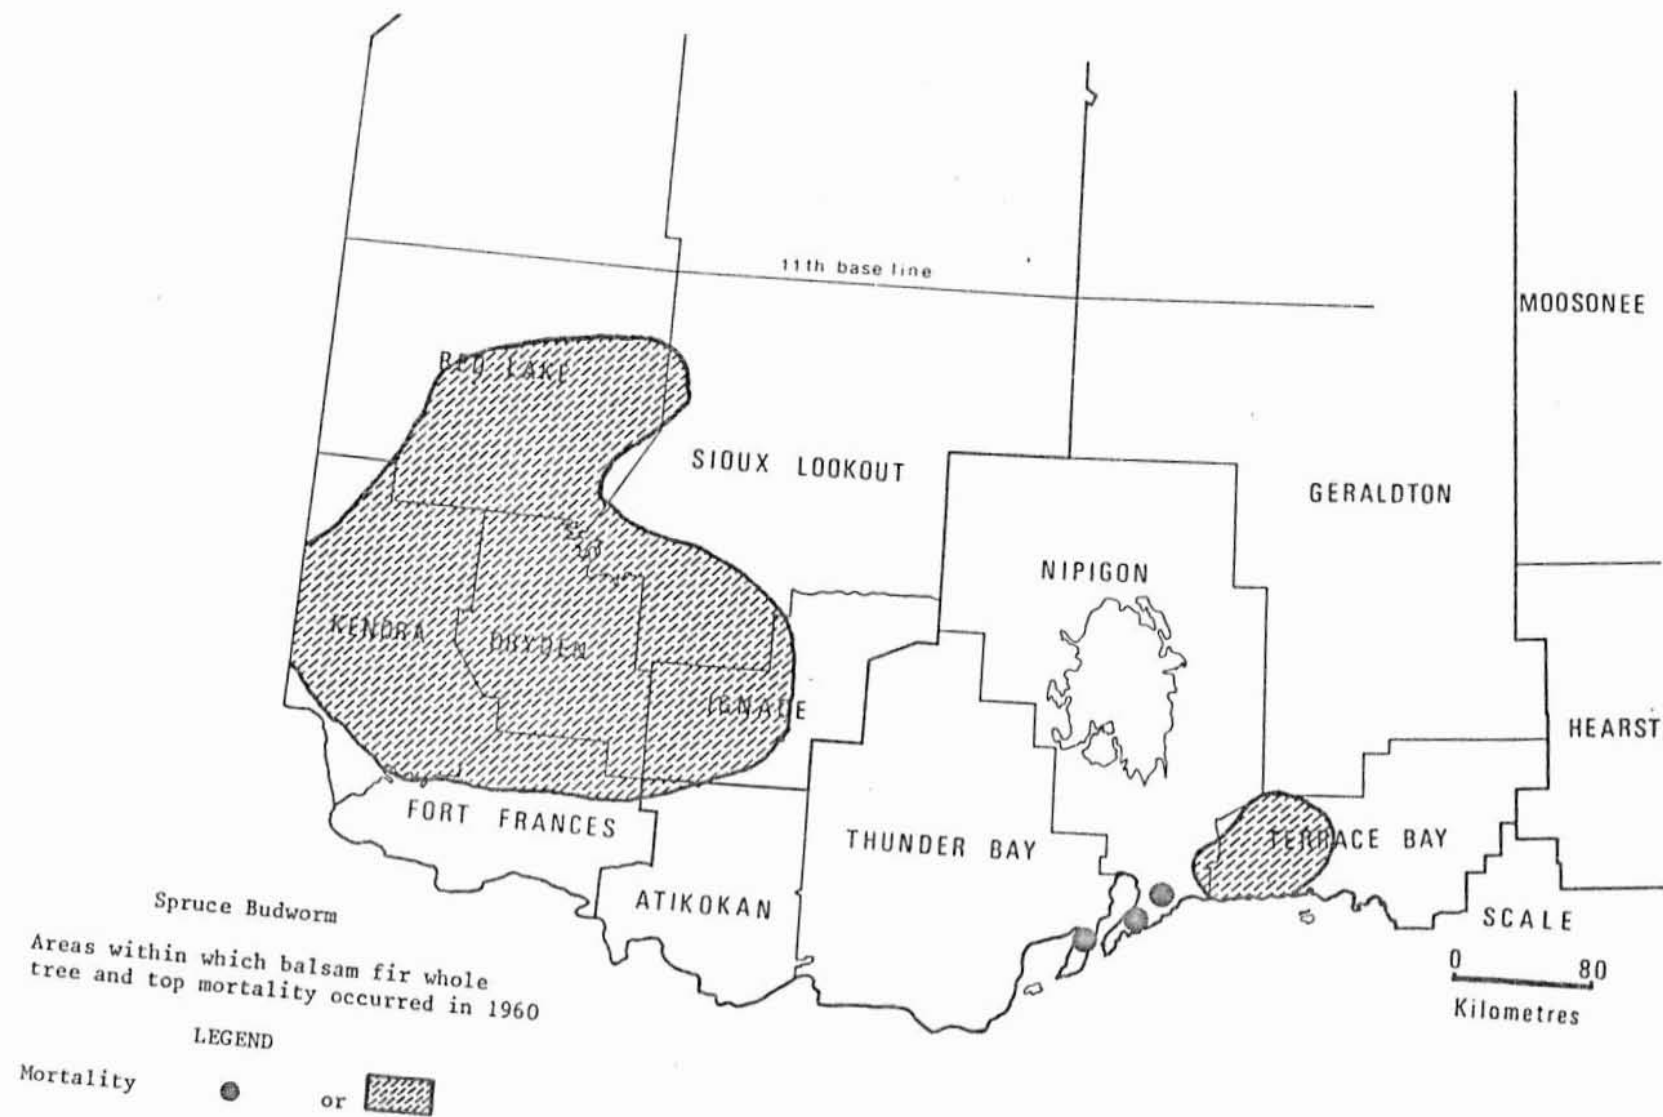 11th base line
MOOSONEE
RED LAKE
SIOUX LOOKOUT
GERALDTON
NIPIGON
KENORA
DRYDEN
IGNACE
HEARST
FORT FRANCES
THUNDER BAY
TERRACE BAY
ATIKOKAN
SCALE
0 80
Kilometres
Spruce Budworm
Areas within which balsam fir whole
tree and top mortality occurred in 1960
LEGEND
Mortality or